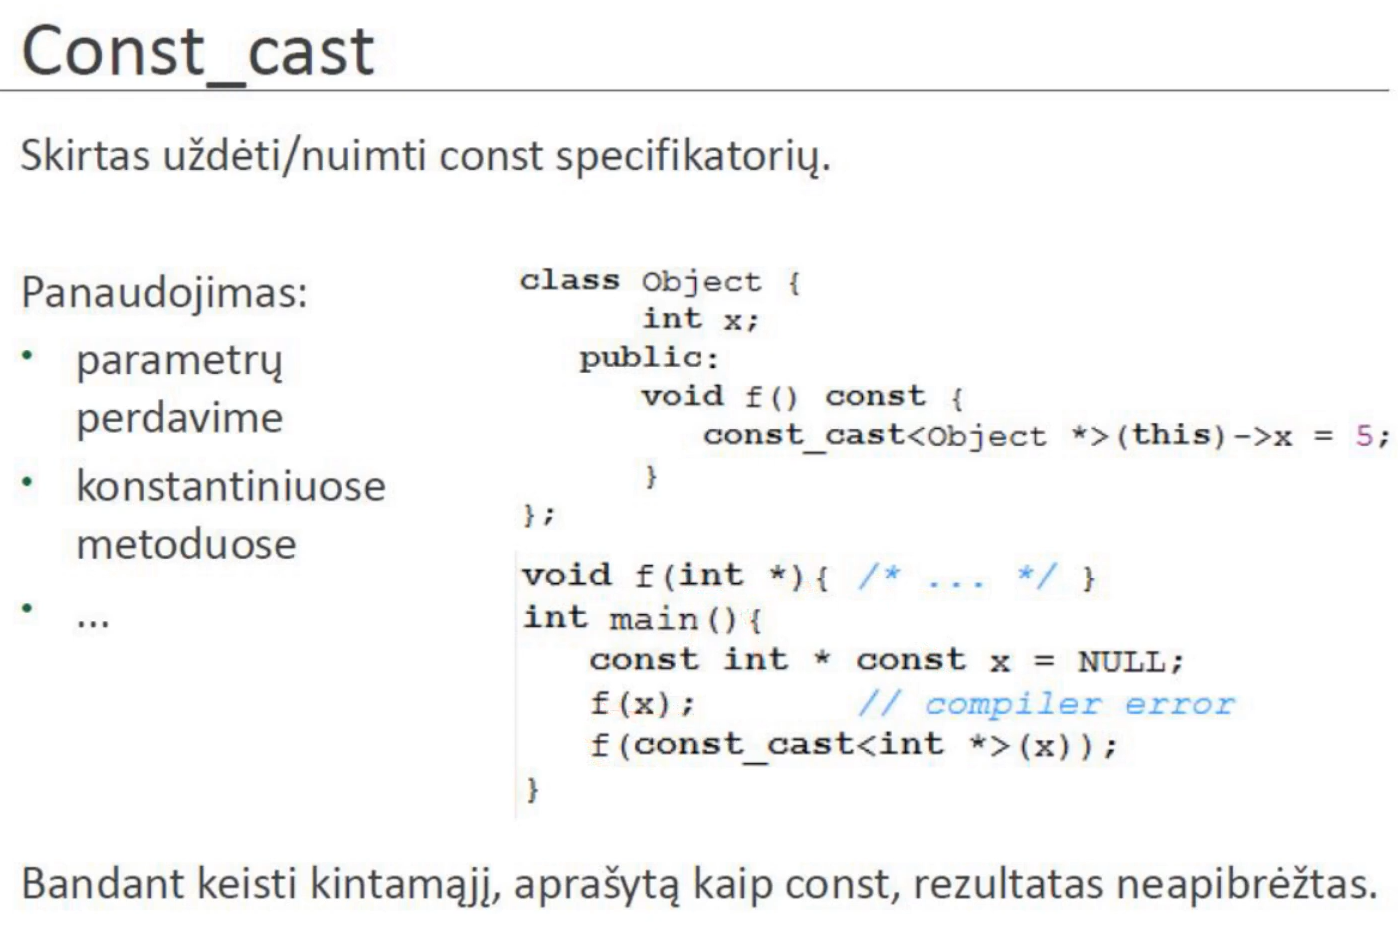 Const_cast
Skirtas uždėti/nuimti const specifikatorių.
Panaudojimas:
• parametrų
perdavime
• konstantiniuose
metoduose
• ...
class Object {
int x;
public:
void f() const {
const_cast<Object *>(this)->x = 5;
}
};
void f(int *){ /* ... */ }
int main(){
const int * const x = NULL;
f(x); // compiler error
f(const_cast<int *>(x));
}
Bandant keisti kintamąjį, aprašytą kaip const, rezultatas neapibrėžtas.